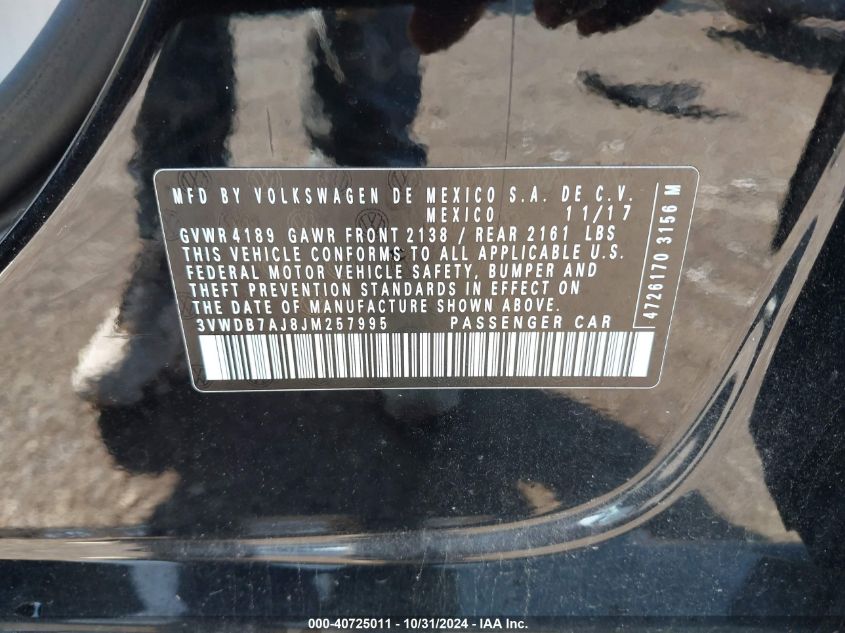 MFD BY VOLKSWAGEN DE MEXICO S.A. DE C.V.
MEXICO 11/17
GVWR 4189 GAWR FRONT 2138 / REAR 2161 LBS
THIS VEHICLE CONFORMS TO ALL APPLICABLE U.S.
FEDERAL MOTOR VEHICLE SAFETY, BUMPER AND
THEFT PREVENTION STANDARDS IN EFFECT ON
THE DATE OF MANUFACTURE SHOWN ABOVE.
3VWDB7AJ8JM257995 PASSENGER CAR
4726170 3156 M
000-40725011 - 10/31/2024 - IAA Inc.